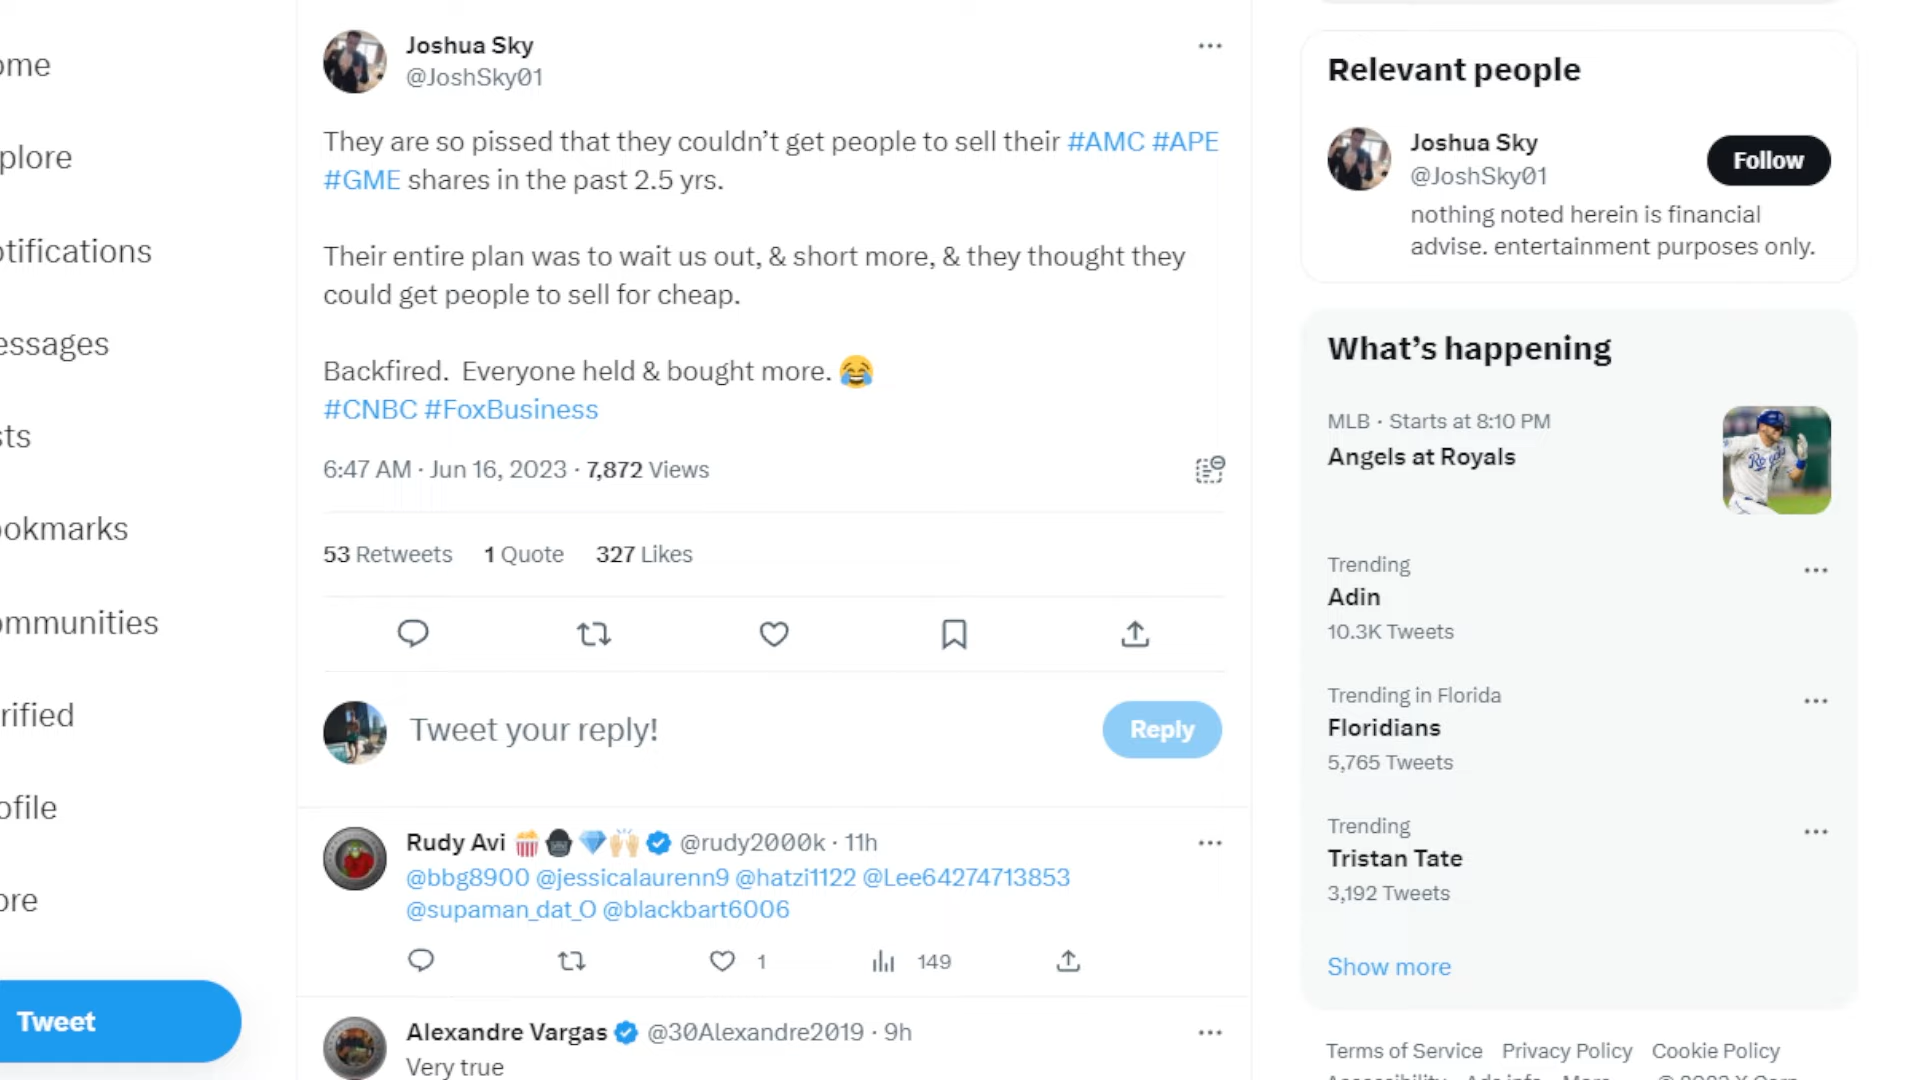 ome
plore
otifications
essages
sts
ookmarks
ommunities
rified
ofile
ore
Tweet
Joshua Sky
@JoshSky01
They are so pissed that they couldn’t get people to sell their #AMC #APE
#GME shares in the past 2.5 yrs.
Their entire plan was to wait us out, & short more, & they thought they
could get people to sell for cheap.
Backfired.  Everyone held & bought more. 😂
#CNBC #FoxBusiness
6:47 AM · Jun 16, 2023 · 7,872 Views
53 Retweets 1 Quote 327 Likes
Tweet your reply!
Reply
Rudy Avi 🍿🦍💎🙌🏼 @rudy2000k · 11h
@bbg8900 @jessicalaurenn9 @hatzi1122 @Lee64274713853
@supaman_dat_O @blackbart6006
1 149
Alexandre Vargas @30Alexandre2019 · 9h
Very true
Relevant people
Joshua Sky
@JoshSky01
Follow
nothing noted herein is financial
advise. entertainment purposes only.
What’s happening
MLB · Starts at 8:10 PM
Angels at Royals
Royals
Trending
Adin
10.3K Tweets
Trending in Florida
Floridians
5,765 Tweets
Trending
Tristan Tate
3,192 Tweets
Show more
Terms of Service Privacy Policy Cookie Policy
Accessibility Ads info More © 2023 X Corp.